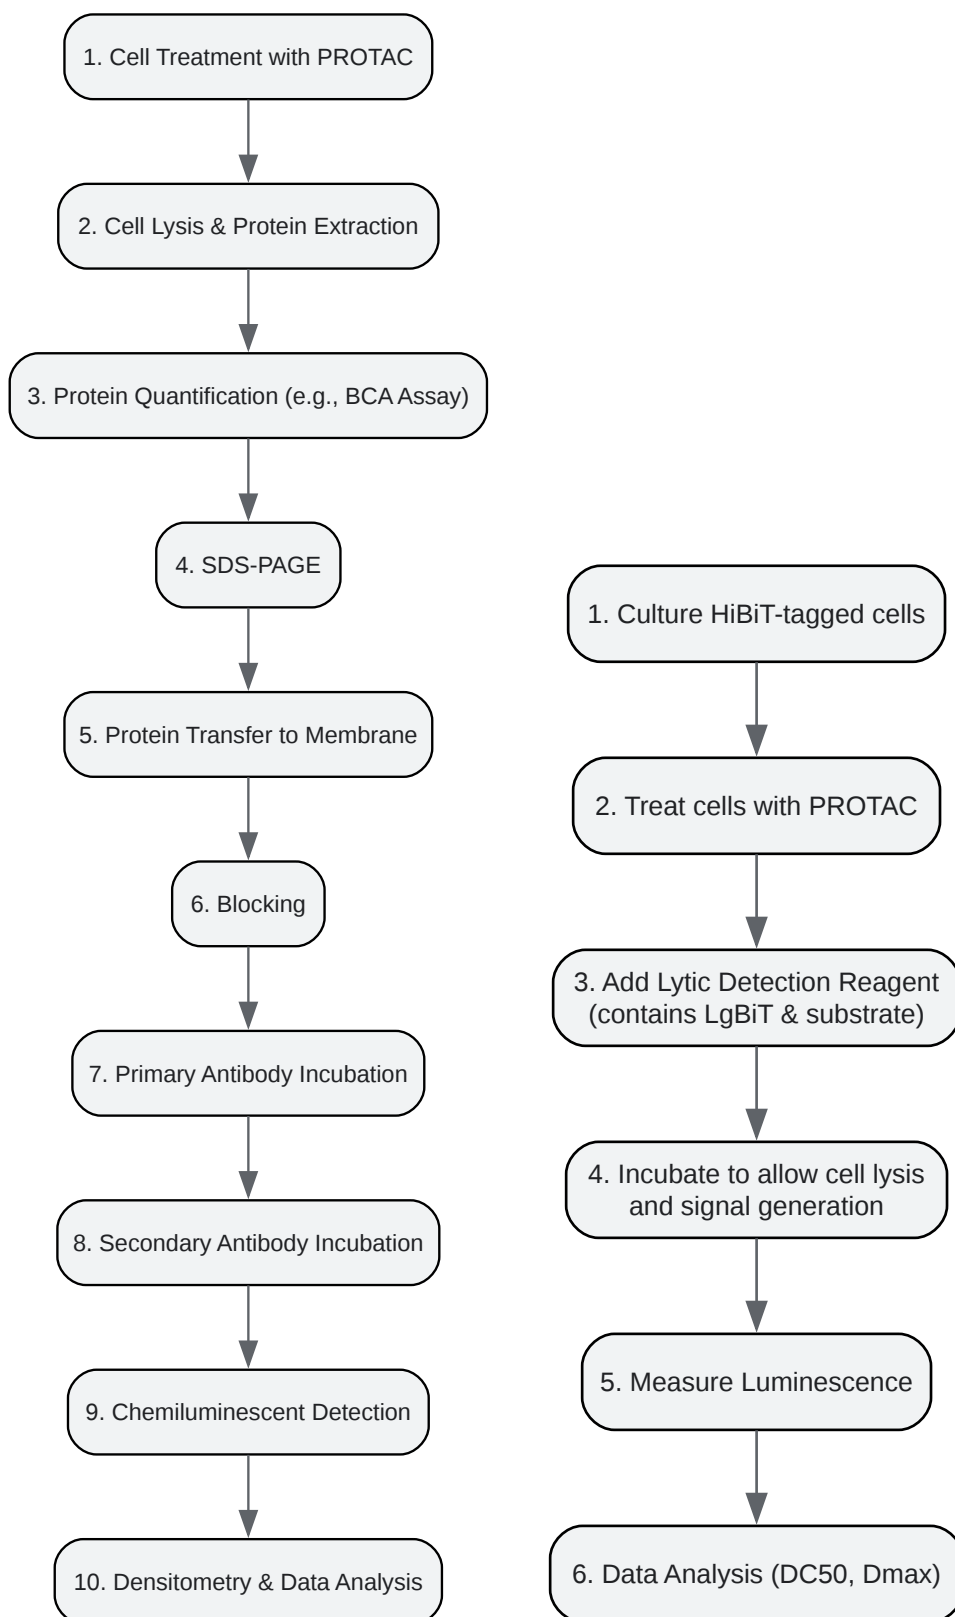 1. Cell Treatment with PROTAC
2. Cell Lysis & Protein Extraction
3. Protein Quantification (e.g., BCA Assay)
4. SDS-PAGE
5. Protein Transfer to Membrane
6. Blocking
7. Primary Antibody Incubation
8. Secondary Antibody Incubation
9. Chemiluminescent Detection
10. Densitometry & Data Analysis
1. Culture HiBiT-tagged cells
2. Treat cells with PROTAC
3. Add Lytic Detection Reagent
(contains LgBiT & substrate)
4. Incubate to allow cell lysis
and signal generation
5. Measure Luminescence
6. Data Analysis (DC50, Dmax)